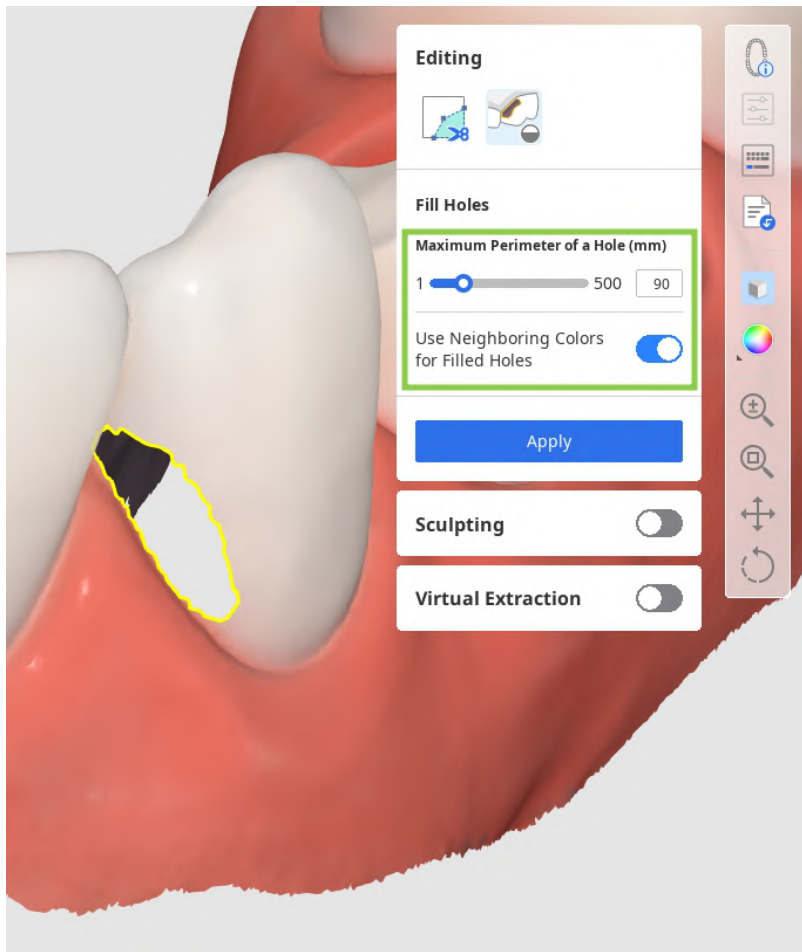 Editing
Fill Holes
Maximum Perimeter of a Hole (mm)
1 500 90
Use Neighboring Colors
for Filled Holes
Apply
Sculpting
Virtual Extraction